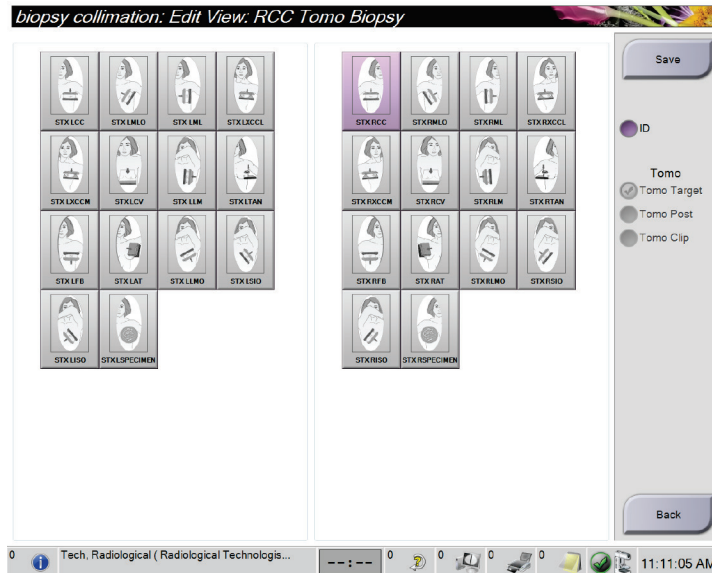 biopsy collimation: Edit View: RCC Tomo Biopsy
STX LCC STX LMLO STX LML STX LXCCL
STX LXCCM STX LCV STX LLM STX LTAN
STX LFB STX LAT STX LLMO STX LSIO
STX LISO STX LSPECIMEN
STX RCC STX RMLO STX RML STX RXCCL
STX RXCCM STX RCV STX RLM STX RTAN
STX RFB STX RAT STX RLMO STX RSIO
STX RISO STX RSPECIMEN
Save
ID
Tomo
Tomo Target
Tomo Post
Tomo Clip
Back
0 Tech, Radiological ( Radiological Technologis... --:-- 0 0 0 0 11:11:05 AM